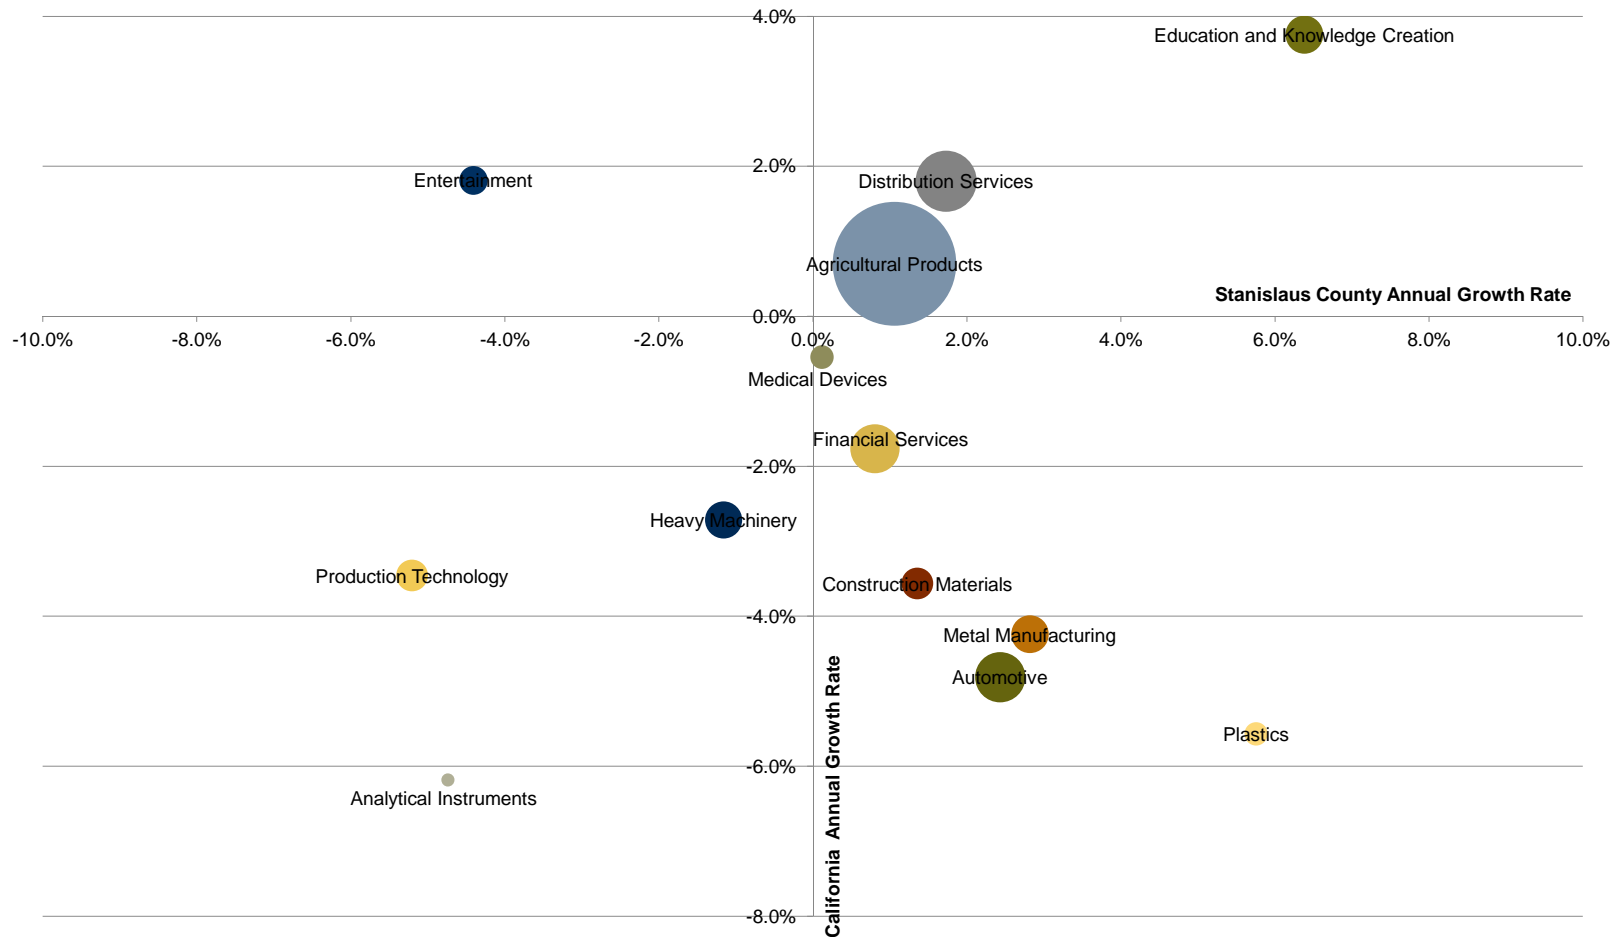 4.0%
Education and Knowledge Creation
2.0%
Entertainment
Distribution Services
Agricultural Products
Stanislaus County Annual Growth Rate
0.0%
-10.0% -8.0% -6.0% -4.0% -2.0% 0.0% 2.0% 4.0% 6.0% 8.0% 10.0%
Medical Devices
Financial Services
-2.0%
Heavy Machinery
Production Technology
Construction Materials
-4.0%
Metal Manufacturing
Automotive
Plastics
-6.0%
Analytical Instruments
California Annual Growth Rate
-8.0%